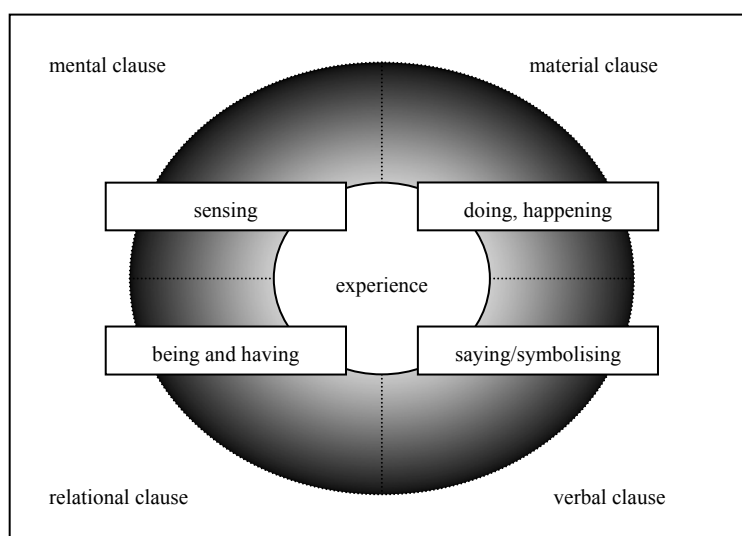 mental clause
material clause
sensing
doing, happening
experience
being and having
saying/symbolising
relational clause
verbal clause